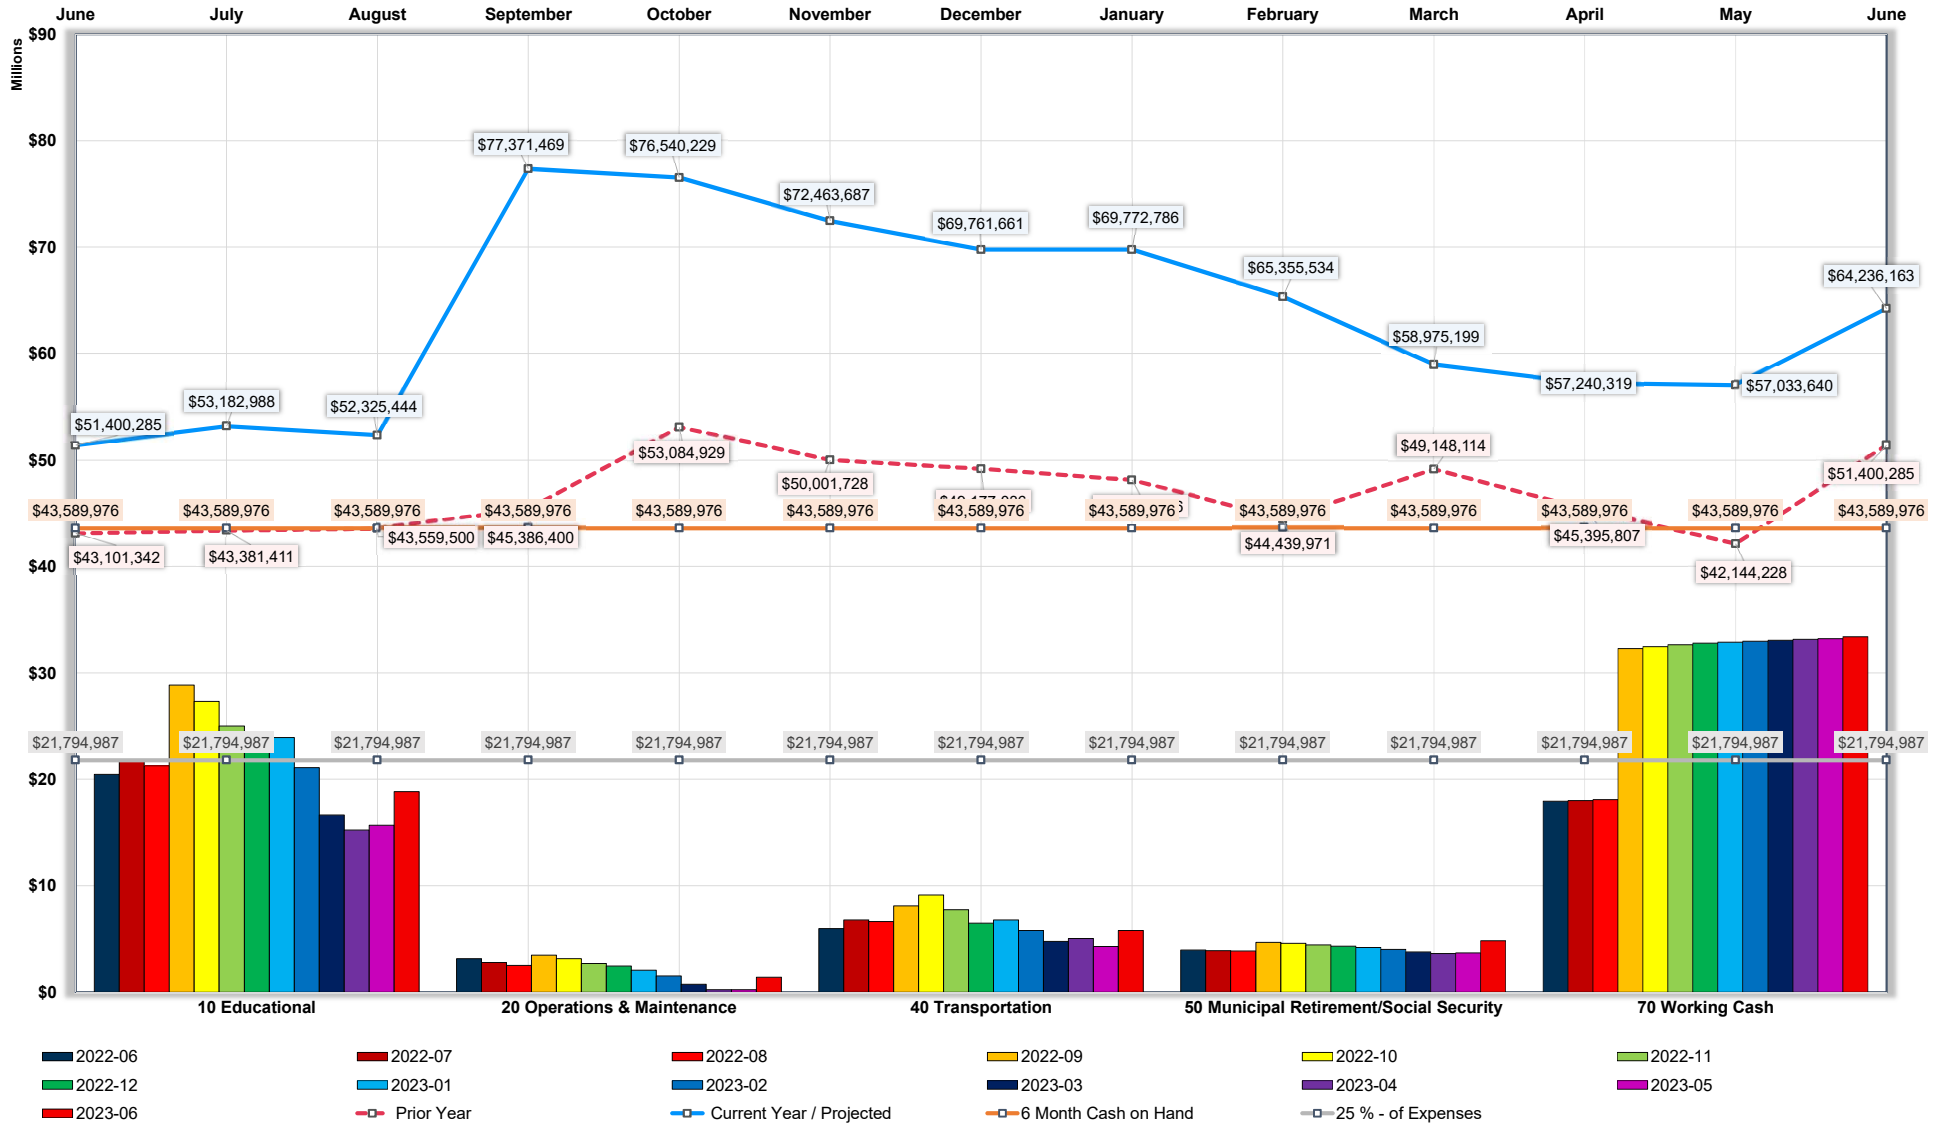 June July August September October November December January February March April May June
Millions
$90
$80
$70
$60
$50
$40
$30
$20
$10
$0
$77,371,469 $76,540,229
$72,463,687
$69,761,661 $69,772,786
$65,355,534
$64,236,163
$58,975,199
$57,240,319 $57,033,640
$51,400,285 $53,182,988 $52,325,444
$53,084,929 $50,001,728 $49,148,114 $51,400,285
$43,589,976 $43,589,976 $43,589,976 $43,589,976 $43,589,976 $43,589,976 $43,589,976 $43,589,976 $43,589,976 $43,589,976 $43,589,976 $43,589,976 $43,589,976
$43,101,342 $43,381,411 $43,559,500 $45,386,400 $44,439,971 $45,395,807 $42,144,228
$21,794,987 $21,794,987 $21,794,987 $21,794,987 $21,794,987 $21,794,987 $21,794,987 $21,794,987 $21,794,987 $21,794,987 $21,794,987 $21,794,987 $21,794,987
10 Educational 20 Operations & Maintenance 40 Transportation 50 Municipal Retirement/Social Security 70 Working Cash
2022-06 2022-07 2022-08 2022-09 2022-10 2022-11
2022-12 2023-01 2023-02 2023-03 2023-04 2023-05
2023-06 Prior Year Current Year / Projected 6 Month Cash on Hand 25 % - of Expenses